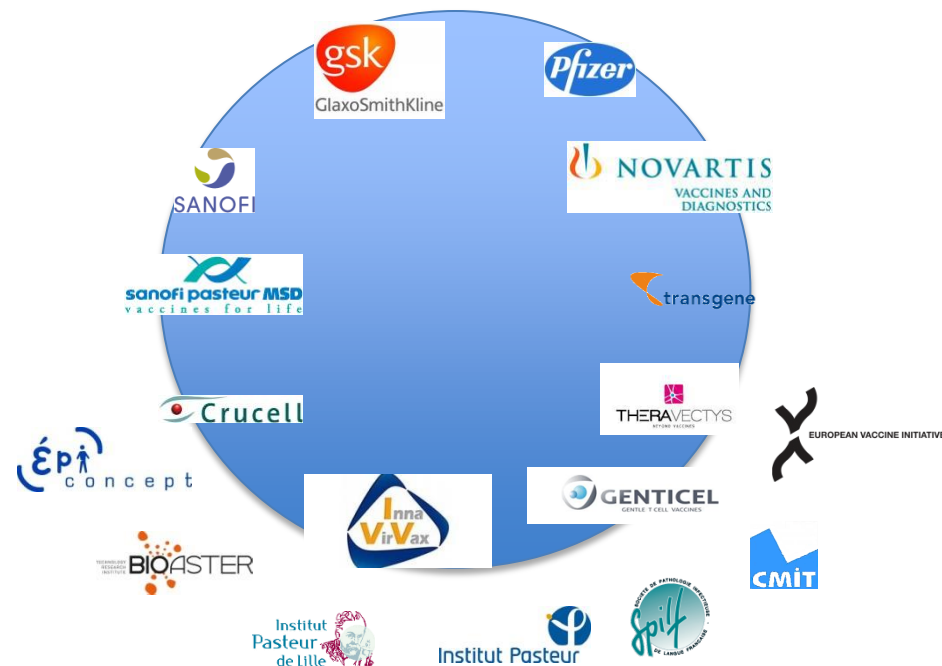 gsk
GlaxoSmithKline
Pfizer
NOVARTIS
VACCINES AND
DIAGNOSTICS
SANOFI
sanofi pasteur MSD
vaccines for life
transgene
THERAVECTYS
BEYOND VACCINES
Crucell
EUROPEAN VACCINE INITIATIVE
épi
concept
GENTICEL
GENTLE T CELL VACCINES
Inna
VirVax
TECHNOLOGY
RESEARCH
INSTITUTE
BIOASTER
CMiT
SOCIÉTÉ DE PATHOLOGIE INFECTIEUSE
Spilf
DE LANGUE FRANÇAISE
Institut
Pasteur
de Lille
Institut Pasteur